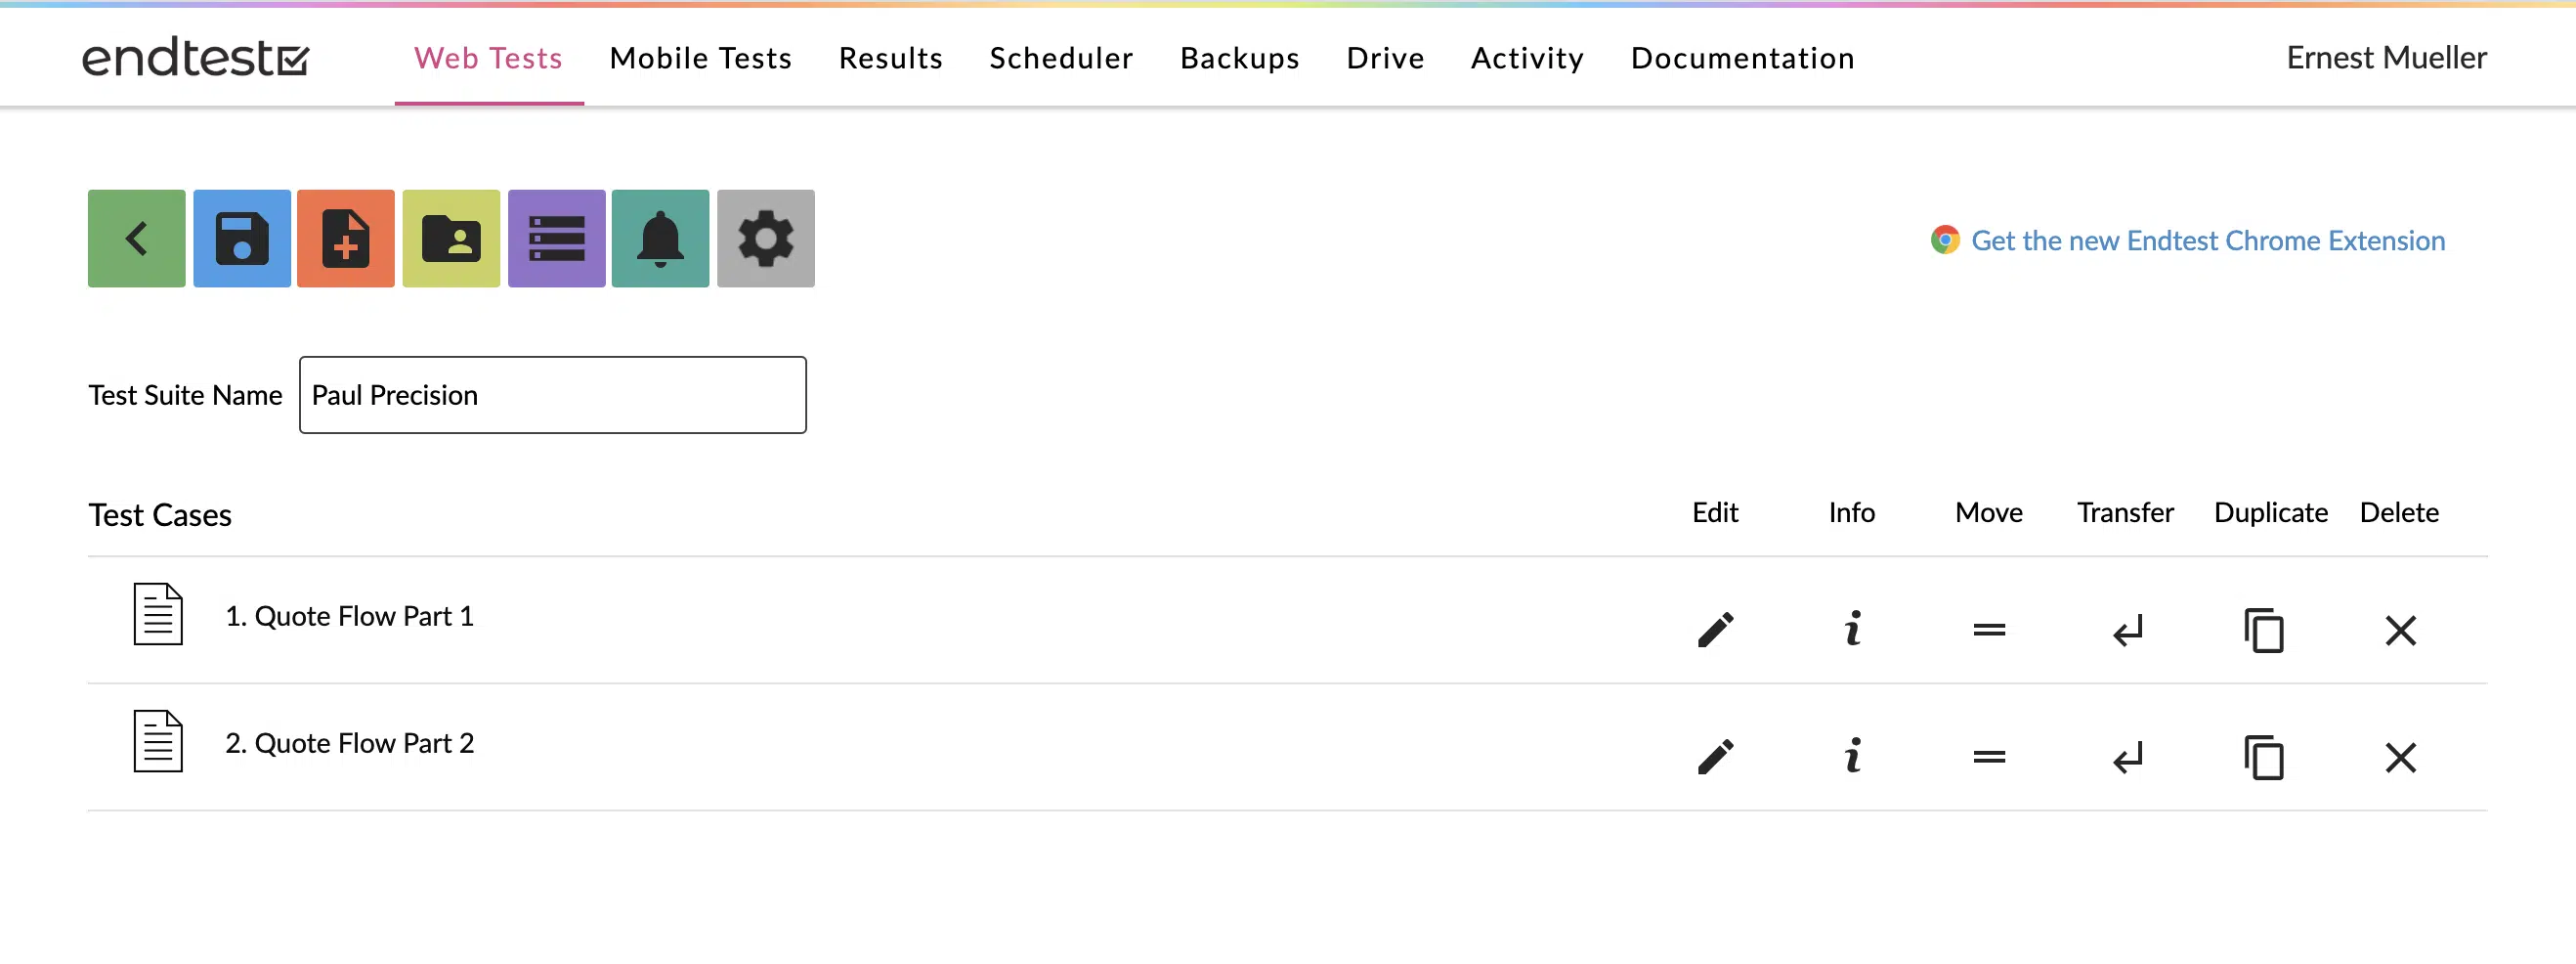 endtest Web Tests Mobile Tests Results Scheduler Backups Drive Activity Documentation Ernest Mueller
Get the new Endtest Chrome Extension
Test Suite Name Paul Precision
Test Cases Edit Info Move Transfer Duplicate Delete
1. Quote Flow Part 1
2. Quote Flow Part 2